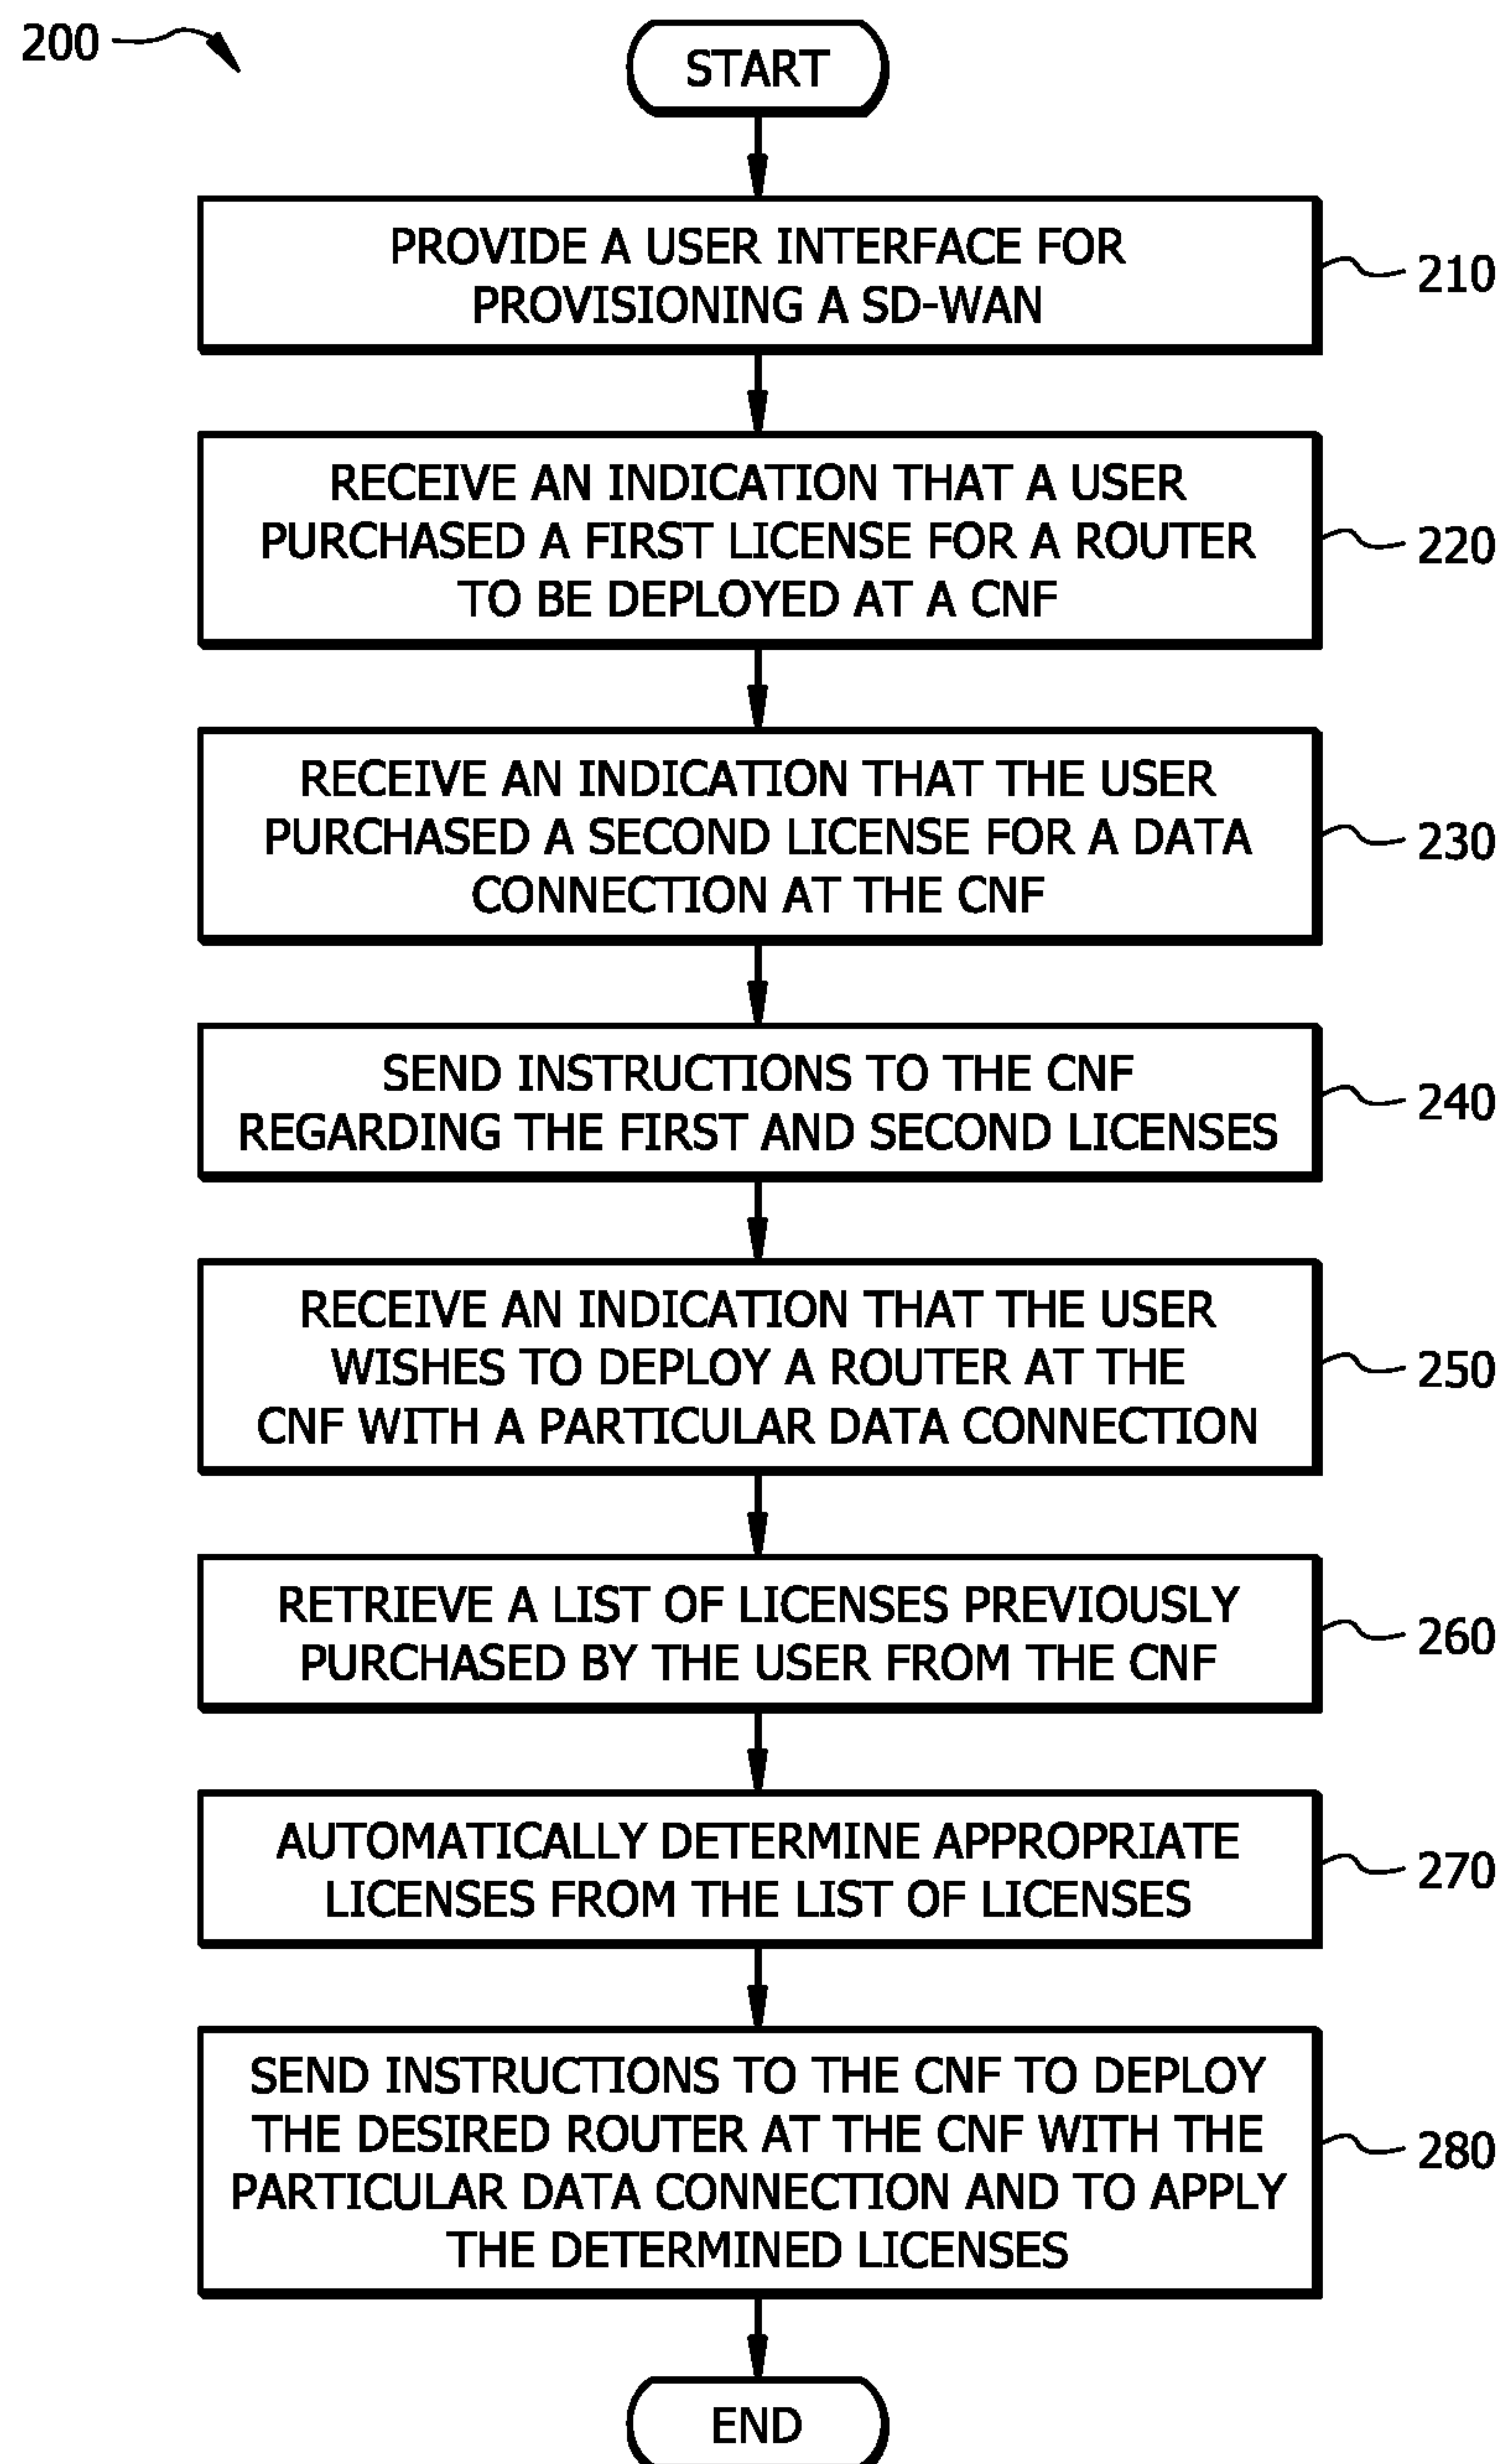 200
START
PROVIDE A USER INTERFACE FOR
PROVISIONING A SD-WAN
210
RECEIVE AN INDICATION THAT A USER
PURCHASED A FIRST LICENSE FOR A ROUTER
TO BE DEPLOYED AT A CNF
220
RECEIVE AN INDICATION THAT THE USER
PURCHASED A SECOND LICENSE FOR A DATA
CONNECTION AT THE CNF
230
SEND INSTRUCTIONS TO THE CNF
REGARDING THE FIRST AND SECOND LICENSES
240
RECEIVE AN INDICATION THAT THE USER
WISHES TO DEPLOY A ROUTER AT THE
CNF WITH A PARTICULAR DATA CONNECTION
250
RETRIEVE A LIST OF LICENSES PREVIOUSLY
PURCHASED BY THE USER FROM THE CNF
260
AUTOMATICALLY DETERMINE APPROPRIATE
LICENSES FROM THE LIST OF LICENSES
270
SEND INSTRUCTIONS TO THE CNF TO DEPLOY
THE DESIRED ROUTER AT THE CNF WITH THE
PARTICULAR DATA CONNECTION AND TO APPLY
THE DETERMINED LICENSES
280
END